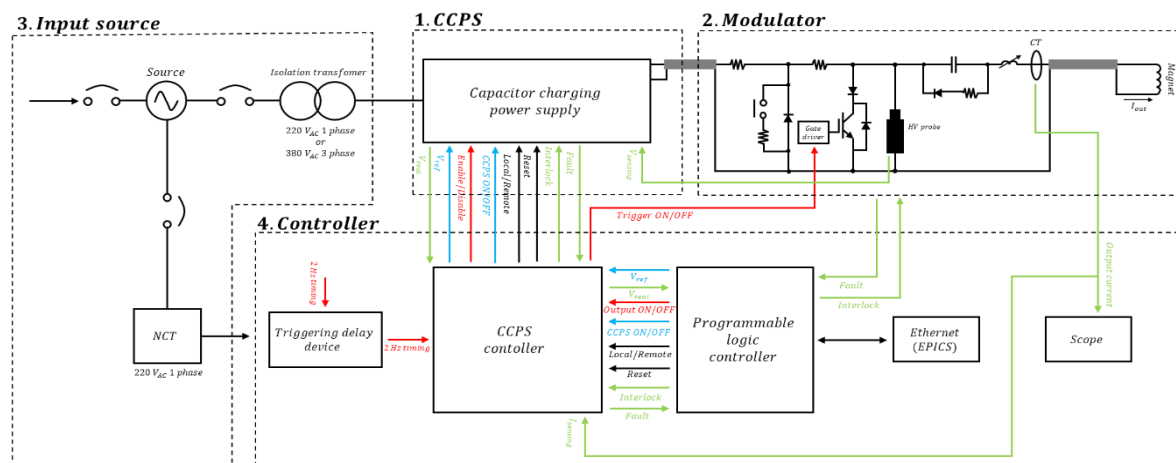 3. Input source
1. CCPS
2. Modulator
Source
Isolation transfomer
220 V_AC 1 phase
or
380 V_AC 3 phase
Capacitor charging
power supply
CT
Magnet
I_out
Gate
driver
HV probe
V_real
V_ref
Enable/Disable
CCPS ON/OFF
Local/Remote
Reset
Interlock
Fault
V_sensing
Trigger ON/OFF
4. Controller
2 Hz timing
Triggering delay
device
2 Hz timing
NCT
220 V_AC 1 phase
CCPS
contoller
V_ref
V_real
Output ON/OFF
CCPS ON/OFF
Local/Remote
Reset
Interlock
Fault
Programmable
logic
controller
Fault
Interlock
Ethernet
(EPICS)
Output current
Scope